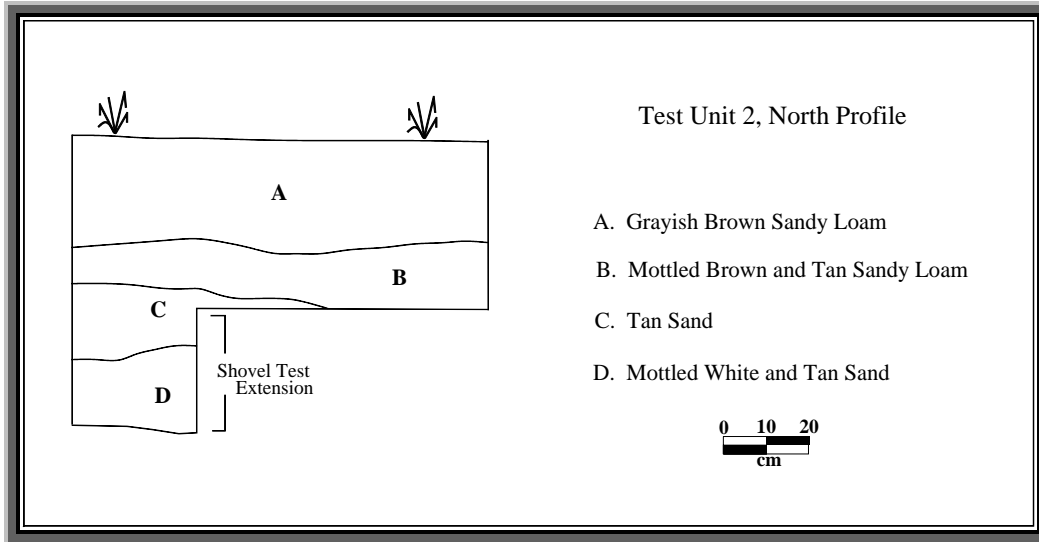 Test Unit 2, North Profile
A
B
C
D
Shovel Test
Extension
A. Grayish Brown Sandy Loam
B. Mottled Brown and Tan Sandy Loam
C. Tan Sand
D. Mottled White and Tan Sand
0 10 20
cm